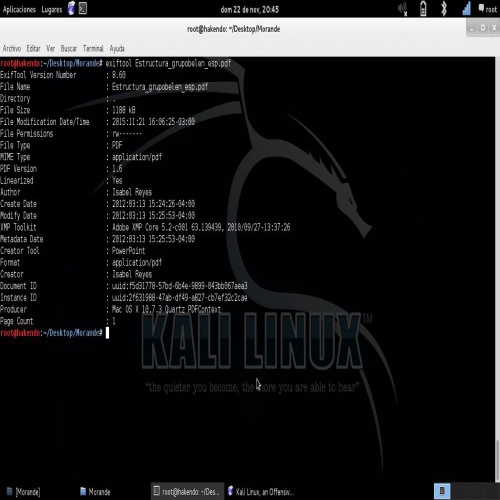 Aplicaciones Lugares dom 22 de nov, 20:45 root
root@hakendo: ~/Desktop/Morande
Archivo Editar Ver Buscar Terminal Ayuda
root@hakendo:~/Desktop/Morande# exiftool Estructura_grupobelen_esp.pdf
ExifTool Version Number : 8.60
File Name : Estructura_grupobelen_esp.pdf
Directory : .
File Size : 1188 kB
File Modification Date/Time : 2015:11:21 16:06:25-03:00
File Permissions : rw-------
File Type : PDF
MIME Type : application/pdf
PDF Version : 1.6
Linearized : Yes
Author : Isabel Reyes
Create Date : 2012:03:13 15:24:26-04:00
Modify Date : 2012:03:13 15:25:53-04:00
XMP Toolkit : Adobe XMP Core 5.2-c001 63.139439, 2010/09/27-13:37:26
Metadata Date : 2012:03:13 15:25:53-04:00
Creator Tool : PowerPoint
Format : application/pdf
Creator : Isabel Reyes
Document ID : uuid:f5d31778-57bd-6b4e-9899-843bb067aea3
Instance ID : uuid:2f631908-47ab-df49-a827-cb7ef32c2cae
Producer : Mac OS X 10.7.3 Quartz PDFContext
Page Count : 1
root@hakendo:~/Desktop/Morande#
KALI LINUX
TM
"the quieter you become, the more you are able to hear"
[Morande] Morande root@hakendo: ~/Des... Kali Linux, an Offensiv...